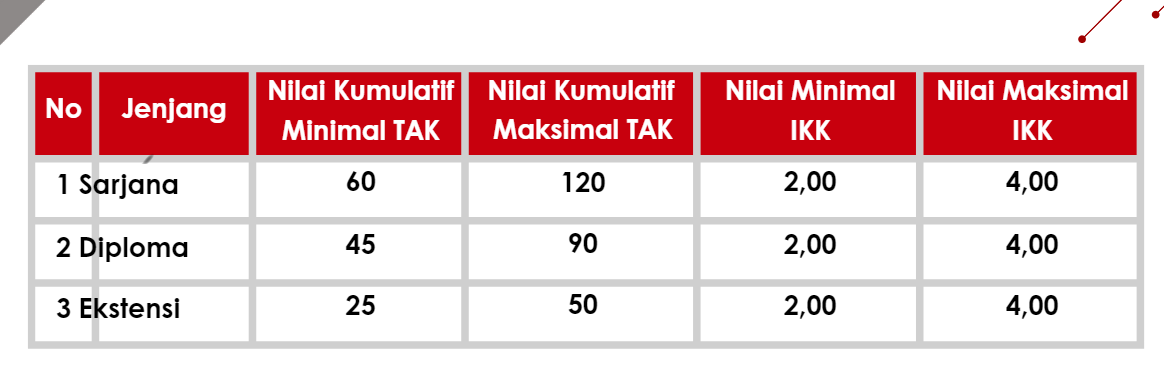 No Jenjang Nilai Kumulatif Minimal TAK Nilai Kumulatif Maksimal TAK Nilai Minimal IKK Nilai Maksimal IKK
1 Sarjana 60 120 2,00 4,00
2 Diploma 45 90 2,00 4,00
3 Ekstensi 25 50 2,00 4,00